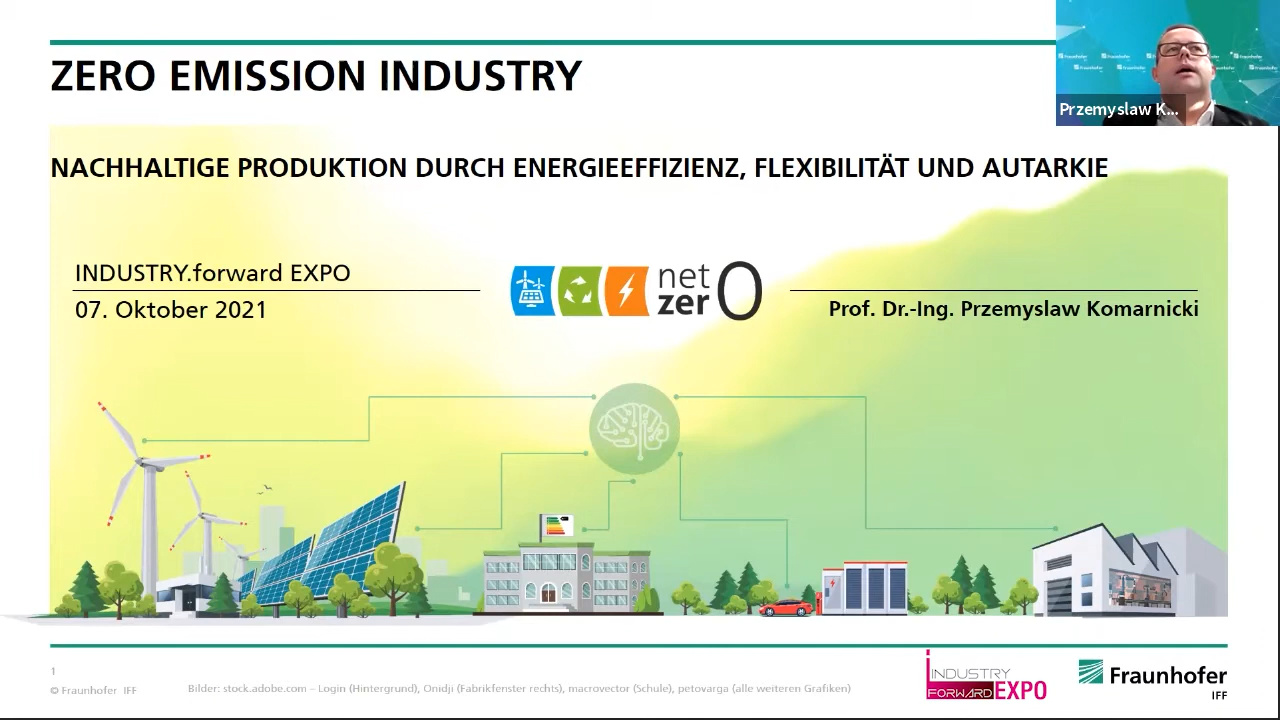 ZERO EMISSION INDUSTRY
Przemyslaw K...
NACHHALTIGE PRODUKTION DURCH ENERGIEEFFIZIENZ, FLEXIBILITÄT UND AUTARKIE
INDUSTRY.forward EXPO
07. Oktober 2021
net
zer0
Prof. Dr.-Ing. Przemyslaw Komarnicki
1
© Fraunhofer IFF
Bilder: stock.adobe.com – Login (Hintergrund), Onidji (Fabrikfenster rechts), macrovector (Schule), petovarga (alle weiteren Grafiken)
INDUSTRY
FORWARD EXPO
Fraunhofer
IFF